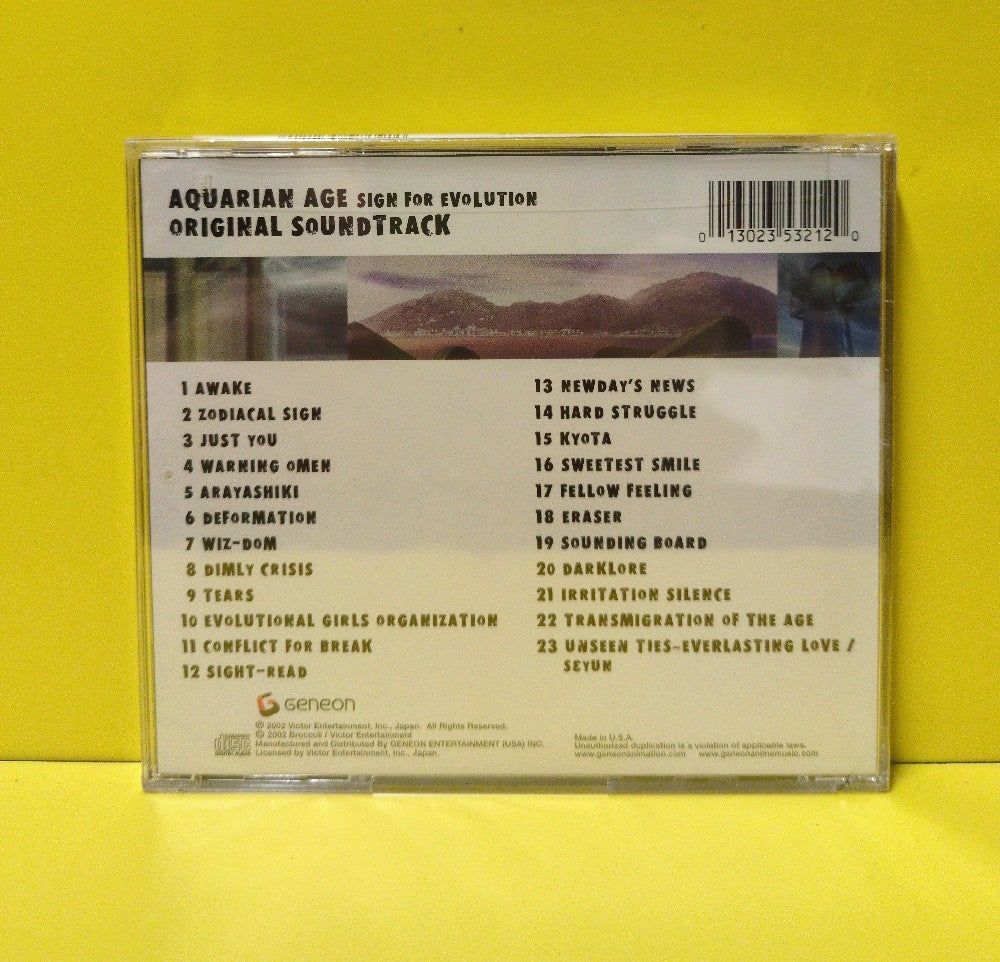 AQUARIAN AGE SIGN FOR EVOLUTION
ORIGINAL SOUNDTRACK
0 13023 53212 0
1 AWAKE
2 ZODIACAL SIGN
3 JUST YOU
4 WARNING OMEN
5 ARAYASHIKI
6 DEFORMATION
7 WIZ-DOM
8 DIMLY CRISIS
9 TEARS
10 EVOLUTIONAL GIRLS ORGANIZATION
11 CONFLICT FOR BREAK
12 SIGHT-READ
13 NEWDAY'S NEWS
14 HARD STRUGGLE
15 KYOTA
16 SWEETEST SMILE
17 FELLOW FEELING
18 ERASER
19 SOUNDING BOARD
20 DARKLORE
21 IRRITATION SILENCE
22 TRANSMIGRATION OF THE AGE
23 UNSEEN TIES~EVERLASTING LOVE /
SEYUN
GENEON
℗ 2002 Victor Entertainment, Inc., Japan. All Rights Reserved.
© 2002 Broccoli / Victor Entertainment
Manufactured and Distributed By GENEON ENTERTAINMENT (USA) INC.
Licensed by Victor Entertainment, Inc., Japan.
disc
DIGITAL AUDIO
Made in U.S.A.
Unauthorized duplication is a violation of applicable laws.
www.geneonanimation.com www.geneonanimemusic.com